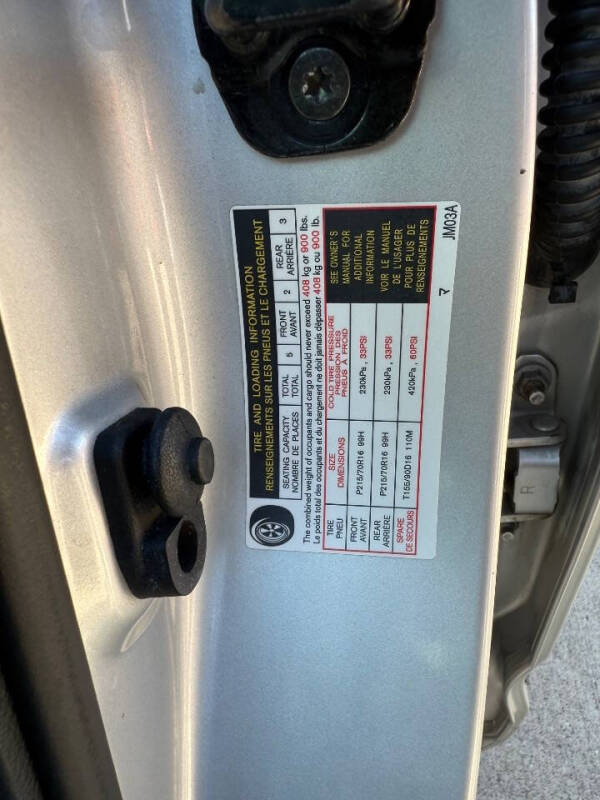 TIRE AND LOADING INFORMATION
RENSEIGNEMENTS SUR LES PNEUS ET LE CHARGEMENT
SEATING CAPACITY TOTAL 5 FRONT 2 REAR 3
NOMBRE DE PLACES TOTAL AVANT ARRIÈRE
The combined weight of occupants and cargo should never exceed 408 kg or 900 lbs.
Le poids total des occupants et du chargement ne doit jamais dépasser 408 kg ou 900 lb.
TIRE SIZE COLD TIRE PRESSURE
PNEU DIMENSIONS PRESSION DES
PNEUS À FROID
FRONT P215/70R16 99H 230kPa, 33PSI
AVANT
REAR P215/70R16 99H 230kPa, 33PSI
ARRIÈRE
SPARE T155/90D16 110M 420kPa, 60PSI
DE SECOURS
SEE OWNER'S
MANUAL FOR
ADDITIONAL
INFORMATION
VOIR LE MANUEL
DE L'USAGER
POUR PLUS DE
RENSEIGNEMENTS
JM03A
R